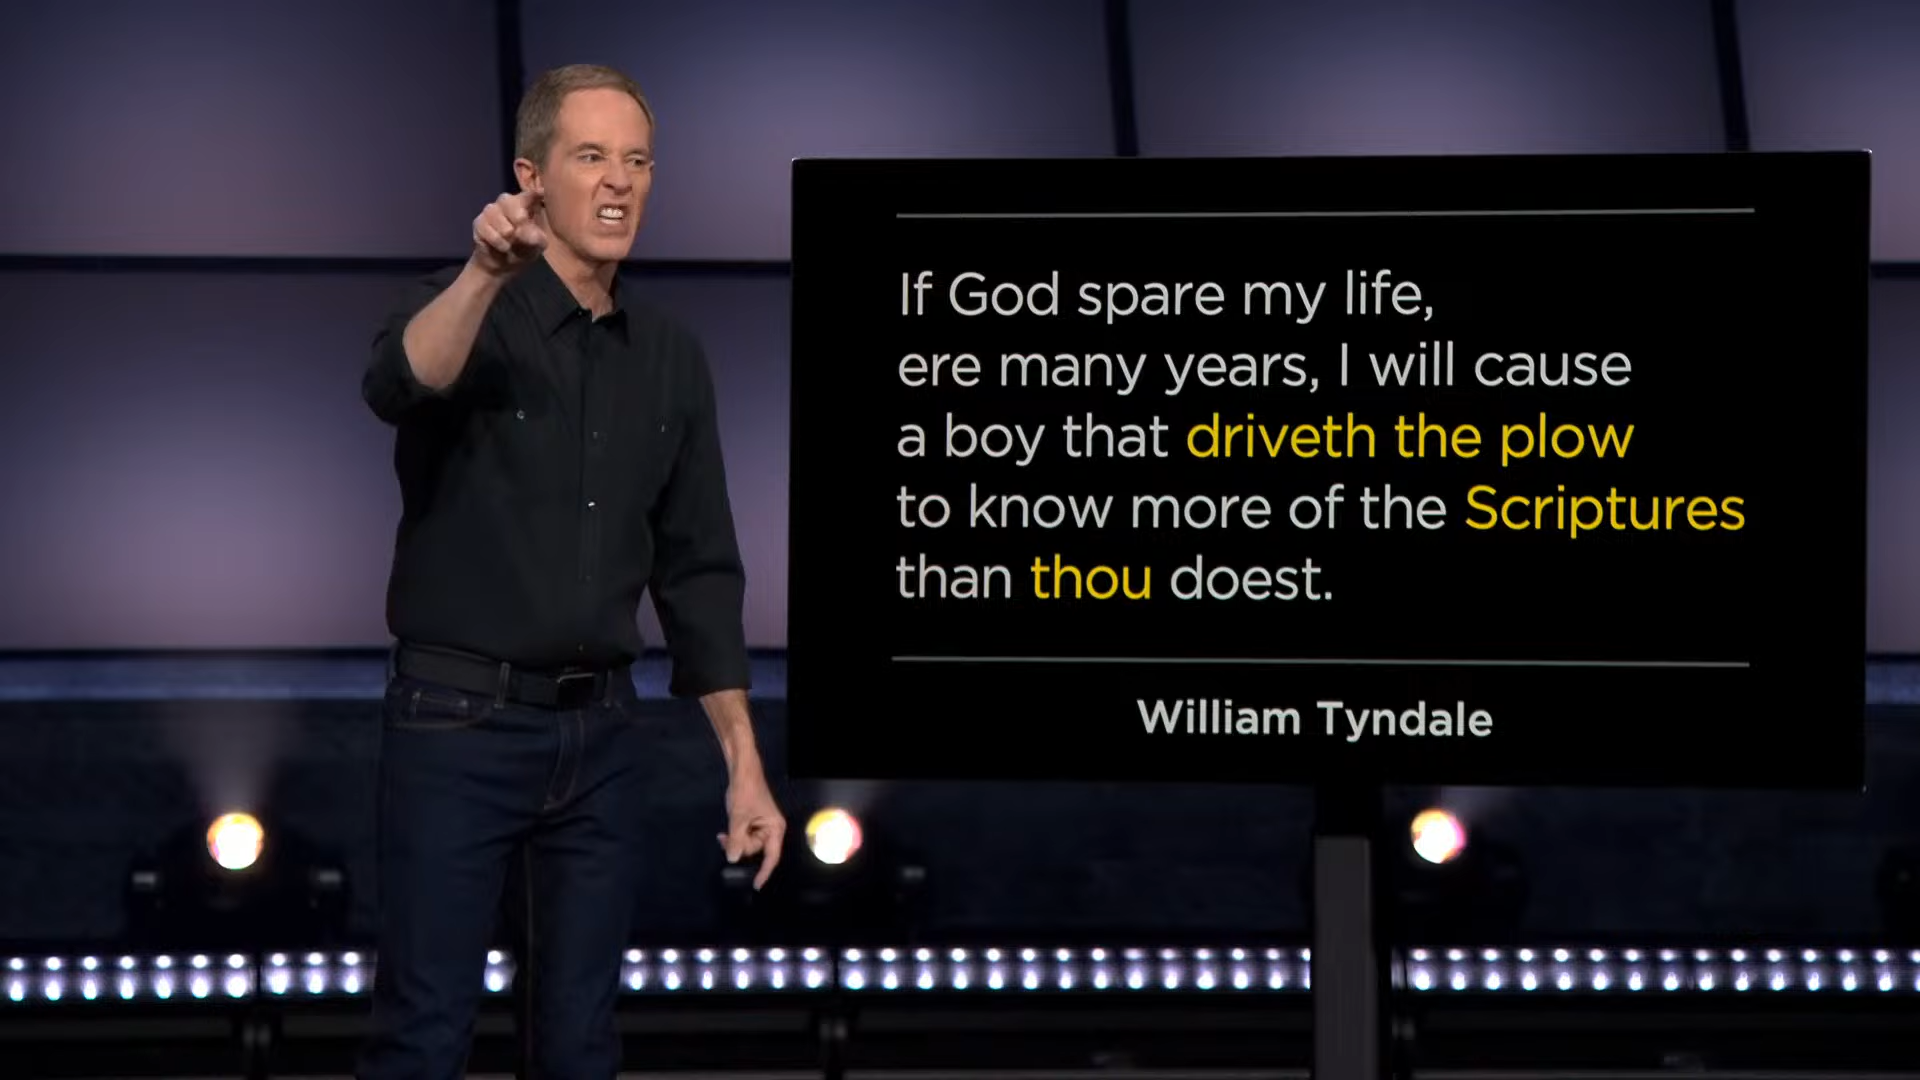 If God spare my life,
ere many years, I will cause
a boy that driveth the plow
to know more of the Scriptures
than thou doest.
William Tyndale